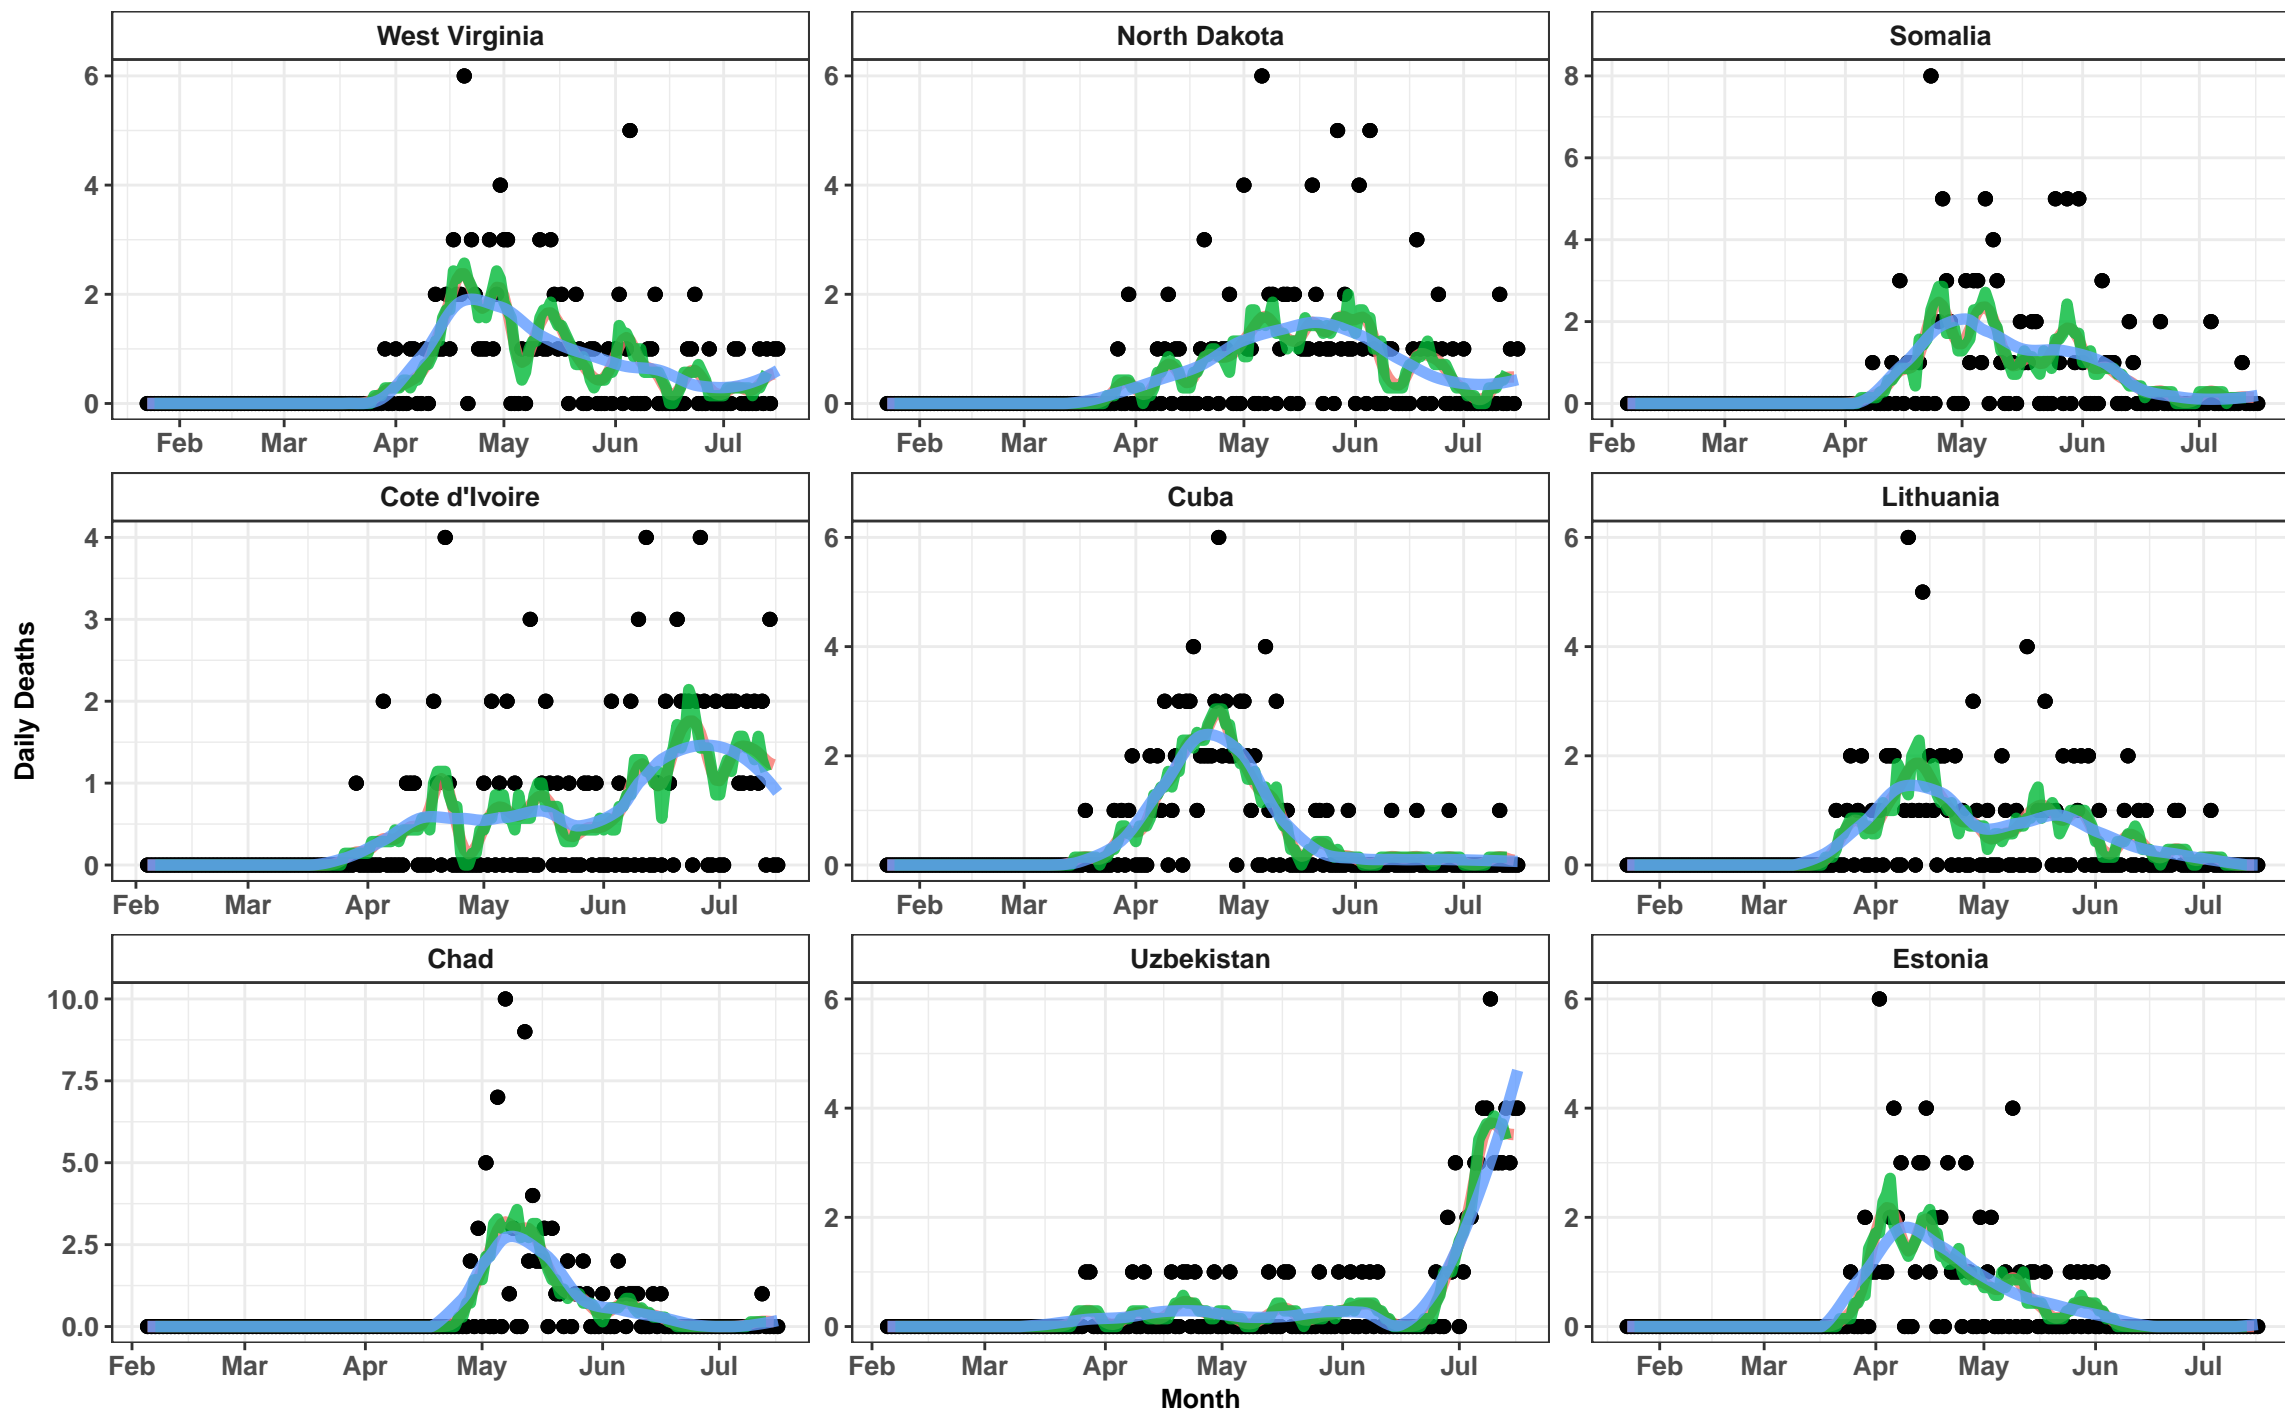 West Virginia North Dakota Somalia
6 6 8
4 4 6
2 2 4
0 0 2
0
Feb Mar Apr May Jun Jul Feb Mar Apr May Jun Jul Feb Mar Apr May Jun Jul
Cote d'Ivoire Cuba Lithuania
4 6 6
3 4 4
2 2 2
1 0 0
0
Feb Mar Apr May Jun Jul Feb Mar Apr May Jun Jul Feb Mar Apr May Jun Jul
Daily Deaths
Chad Uzbekistan Estonia
10.0 6 6
7.5 4 4
5.0 2 2
2.5 0 0
0.0
Feb Mar Apr May Jun Jul Feb Mar Apr May Jun Jul Feb Mar Apr May Jun Jul
Month